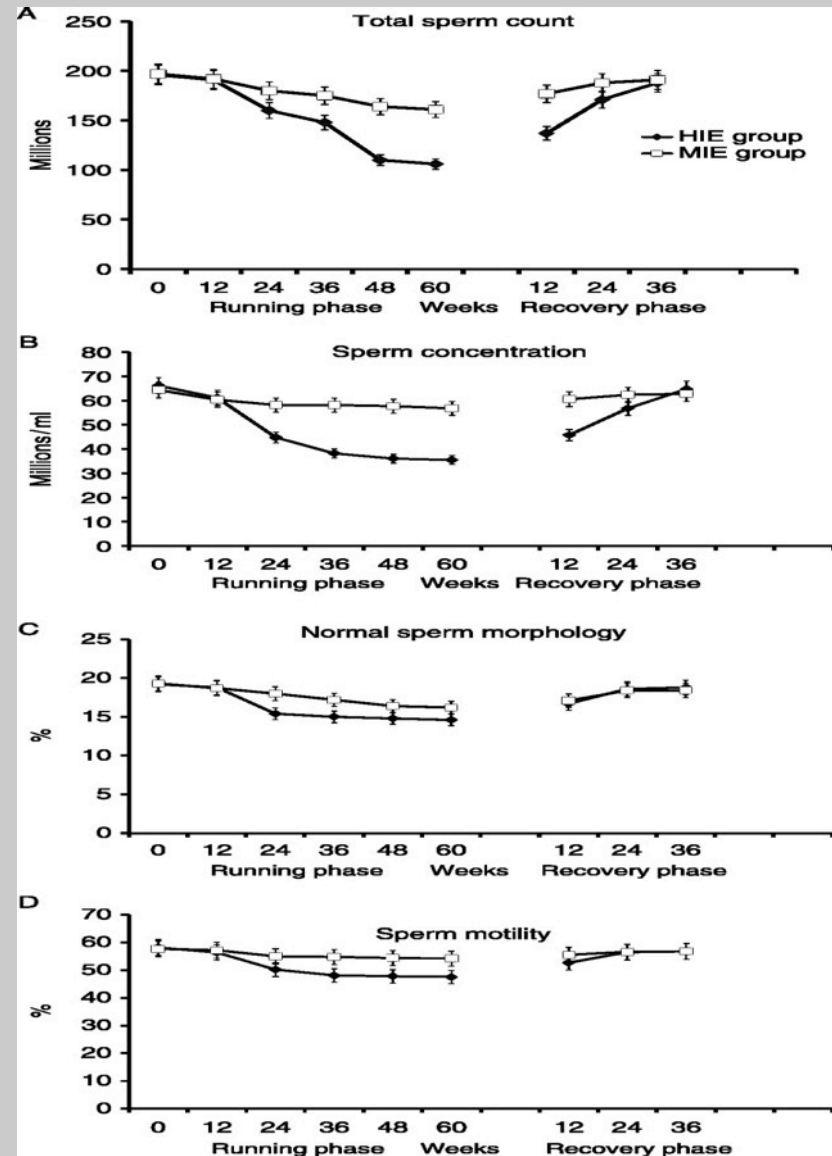 A
Total sperm count
250
200
150
100
50
0
Millions
HIE group
MIE group
0 12 24 36 48 60 12 24 36
Running phase Weeks Recovery phase
B
Sperm concentration
80
70
60
50
40
30
20
10
0
Millions/ml
0 12 24 36 48 60 12 24 36
Running phase Weeks Recovery phase
C
Normal sperm morphology
25
20
15
10
5
0
%
0 12 24 36 48 60 12 24 36
Running phase Weeks Recovery phase
D
Sperm motility
70
60
50
40
30
20
10
0
%
0 12 24 36 48 60 12 24 36
Running phase Weeks Recovery phase